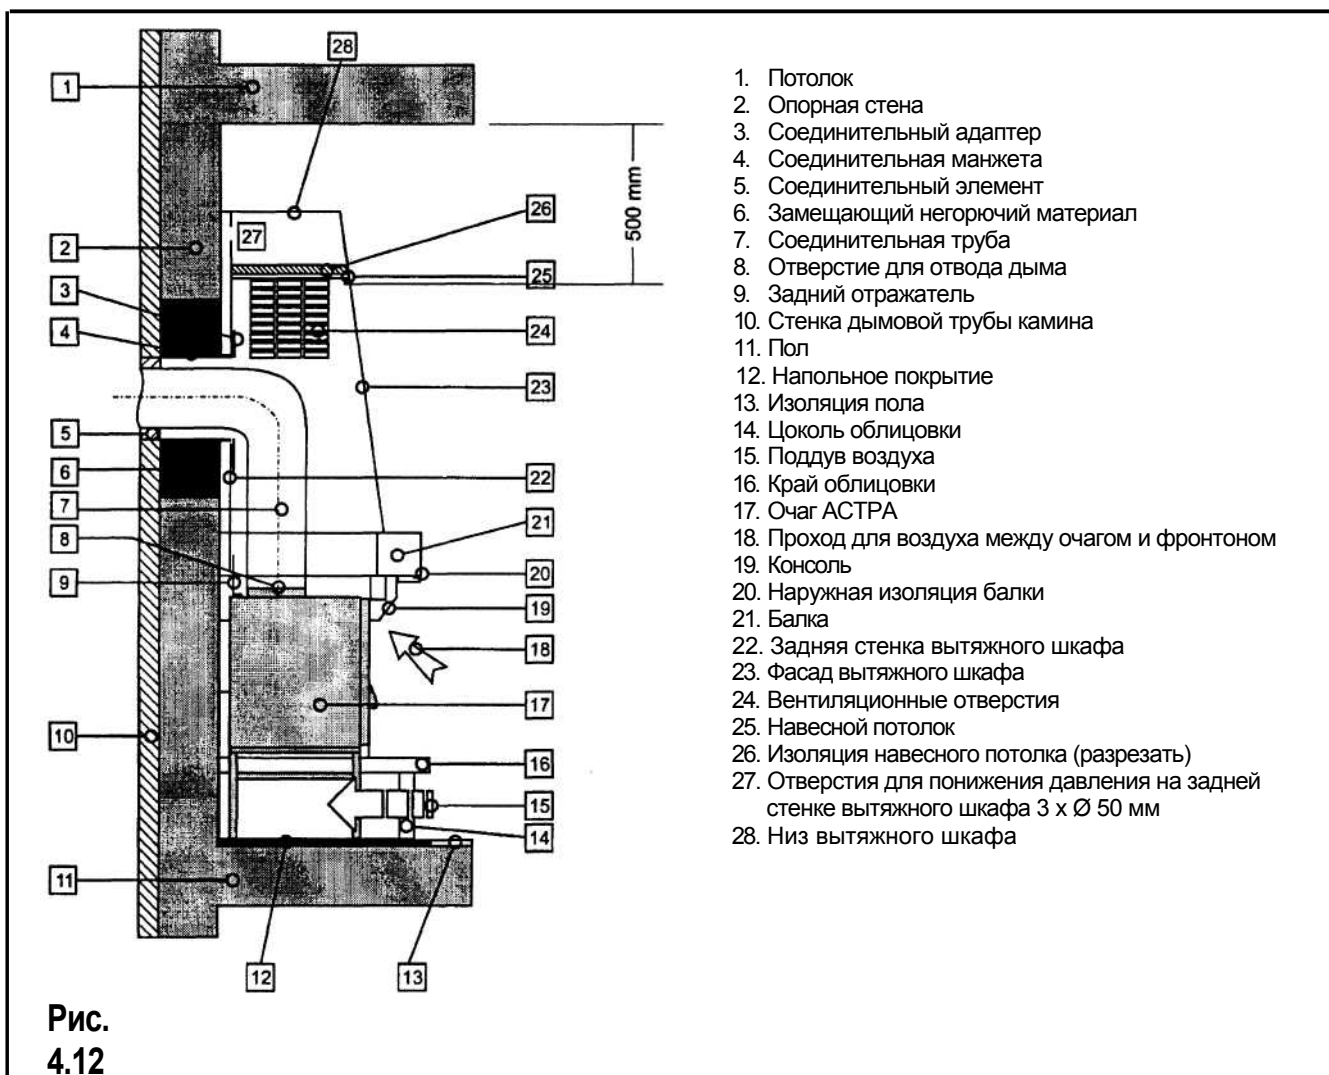 28
1
26
2
27
25
3
24
4
23
5
6
22
7
21
8
20
9
19
18
17
10
16
15
14
11
12
13
500 mm
1. Потолок
2. Опорная стена
3. Соединительный адаптер
4. Соединительная манжета
5. Соединительный элемент
6. Замещающий негорючий материал
7. Соединительная труба
8. Отверстие для отвода дыма
9. Задний отражатель
10. Стенка дымовой трубы камина
11. Пол
12. Напольное покрытие
13. Изоляция пола
14. Цоколь облицовки
15. Поддув воздуха
16. Край облицовки
17. Очаг АСТРА
18. Проход для воздуха между очагом и фронтоном
19. Консоль
20. Наружная изоляция балки
21. Балка
22. Задняя стенка вытяжного шкафа
23. Фасад вытяжного шкафа
24. Вентиляционные отверстия
25. Навесной потолок
26. Изоляция навесного потолка (разрезать)
27. Отверстия для понижения давления на задней
стенке вытяжного шкафа 3 x Ø 50 мм
28. Низ вытяжного шкафа
Рис.
4.12